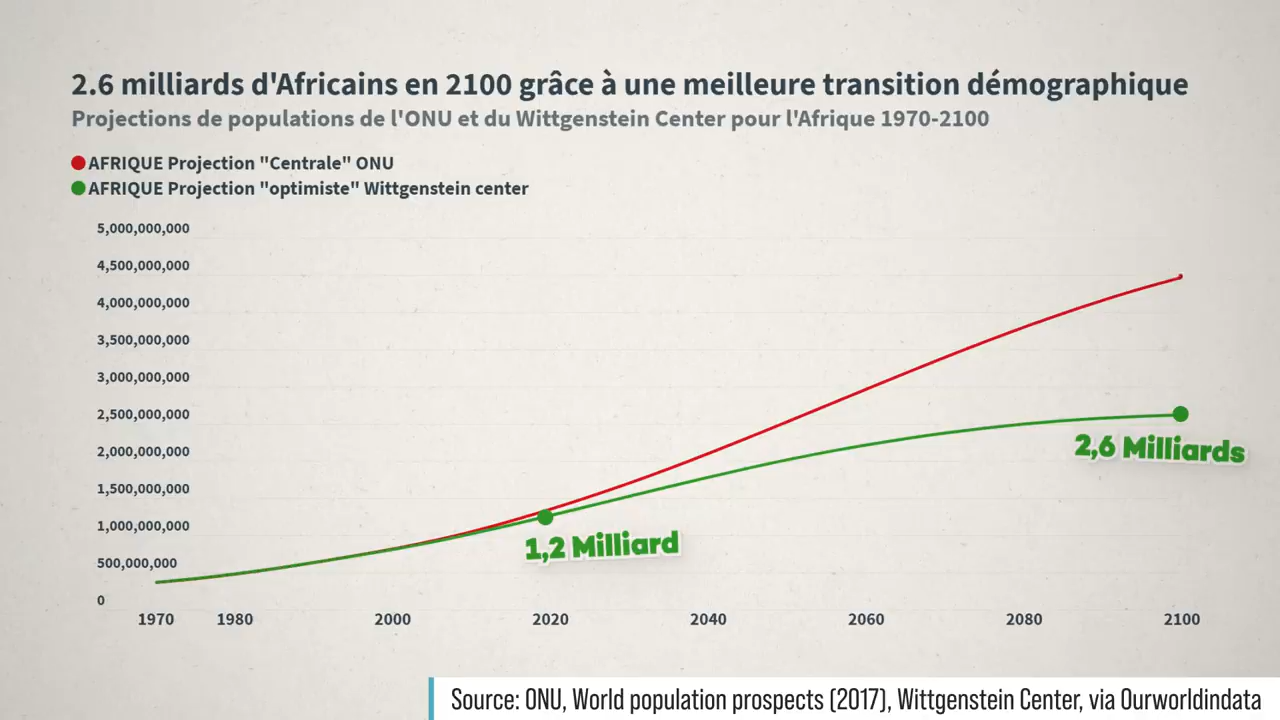 2.6 milliards d'Africains en 2100 grâce à une meilleure transition démographique
Projections de populations de l'ONU et du Wittgenstein Center pour l'Afrique 1970-2100
AFRIQUE Projection "Centrale" ONU
AFRIQUE Projection "optimiste" Wittgenstein center
5,000,000,000
4,500,000,000
4,000,000,000
3,500,000,000
3,000,000,000
2,500,000,000
2,000,000,000
1,500,000,000
1,000,000,000
500,000,000
0
2,6 Milliards
1,2 Milliard
1970 1980 2000 2020 2040 2060 2080 2100
Source: ONU, World population prospects (2017), Wittgenstein Center, via Ourworldindata